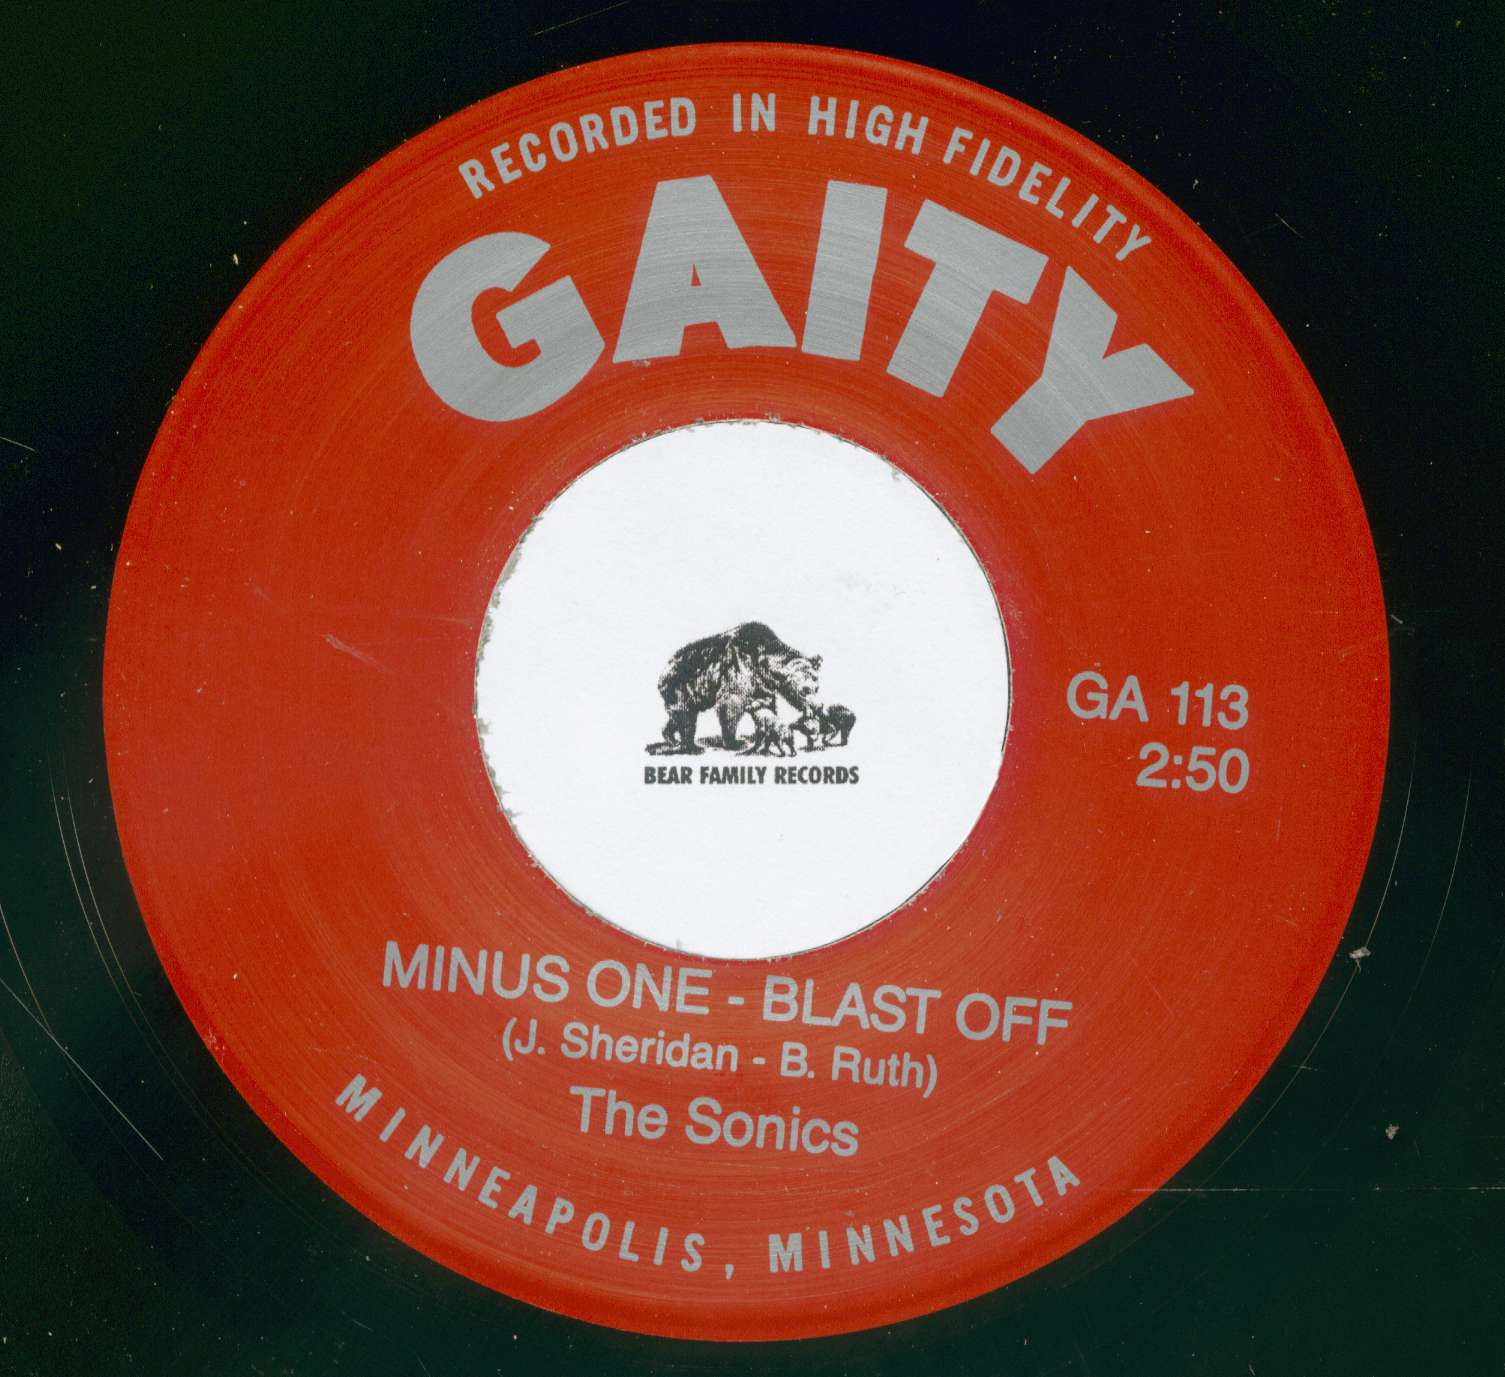 RECORDED IN HIGH FIDELITY
GAITY
BEAR FAMILY RECORDS
GA 113
2:50
MINUS ONE - BLAST OFF
(J. Sheridan - B. Ruth)
The Sonics
MINNEAPOLIS, MINNESOTA